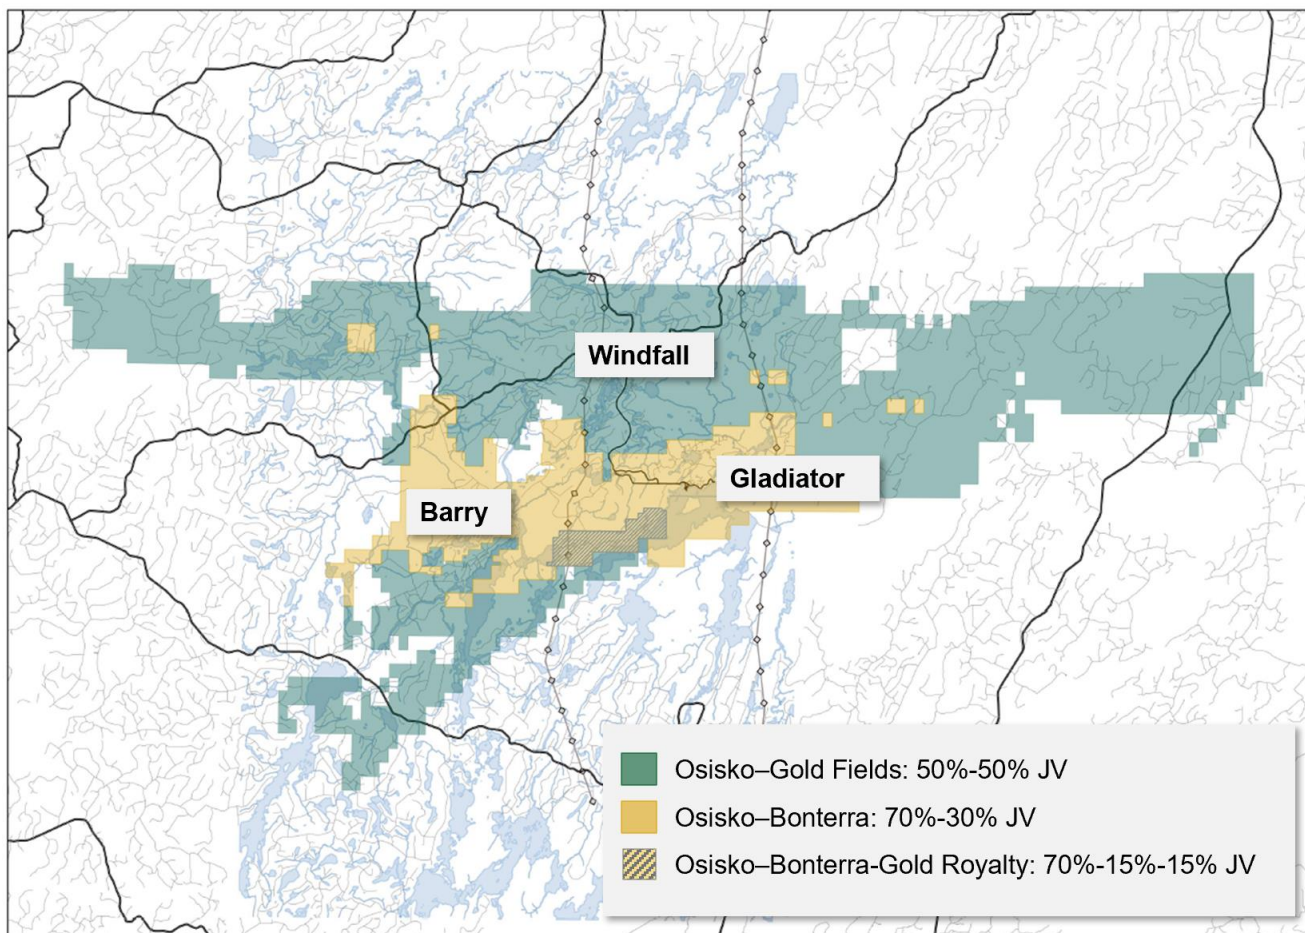 Windfall
Gladiator
Barry
Osisko–Gold Fields: 50%-50% JV
Osisko–Bonterra: 70%-30% JV
Osisko–Bonterra-Gold Royalty: 70%-15%-15% JV